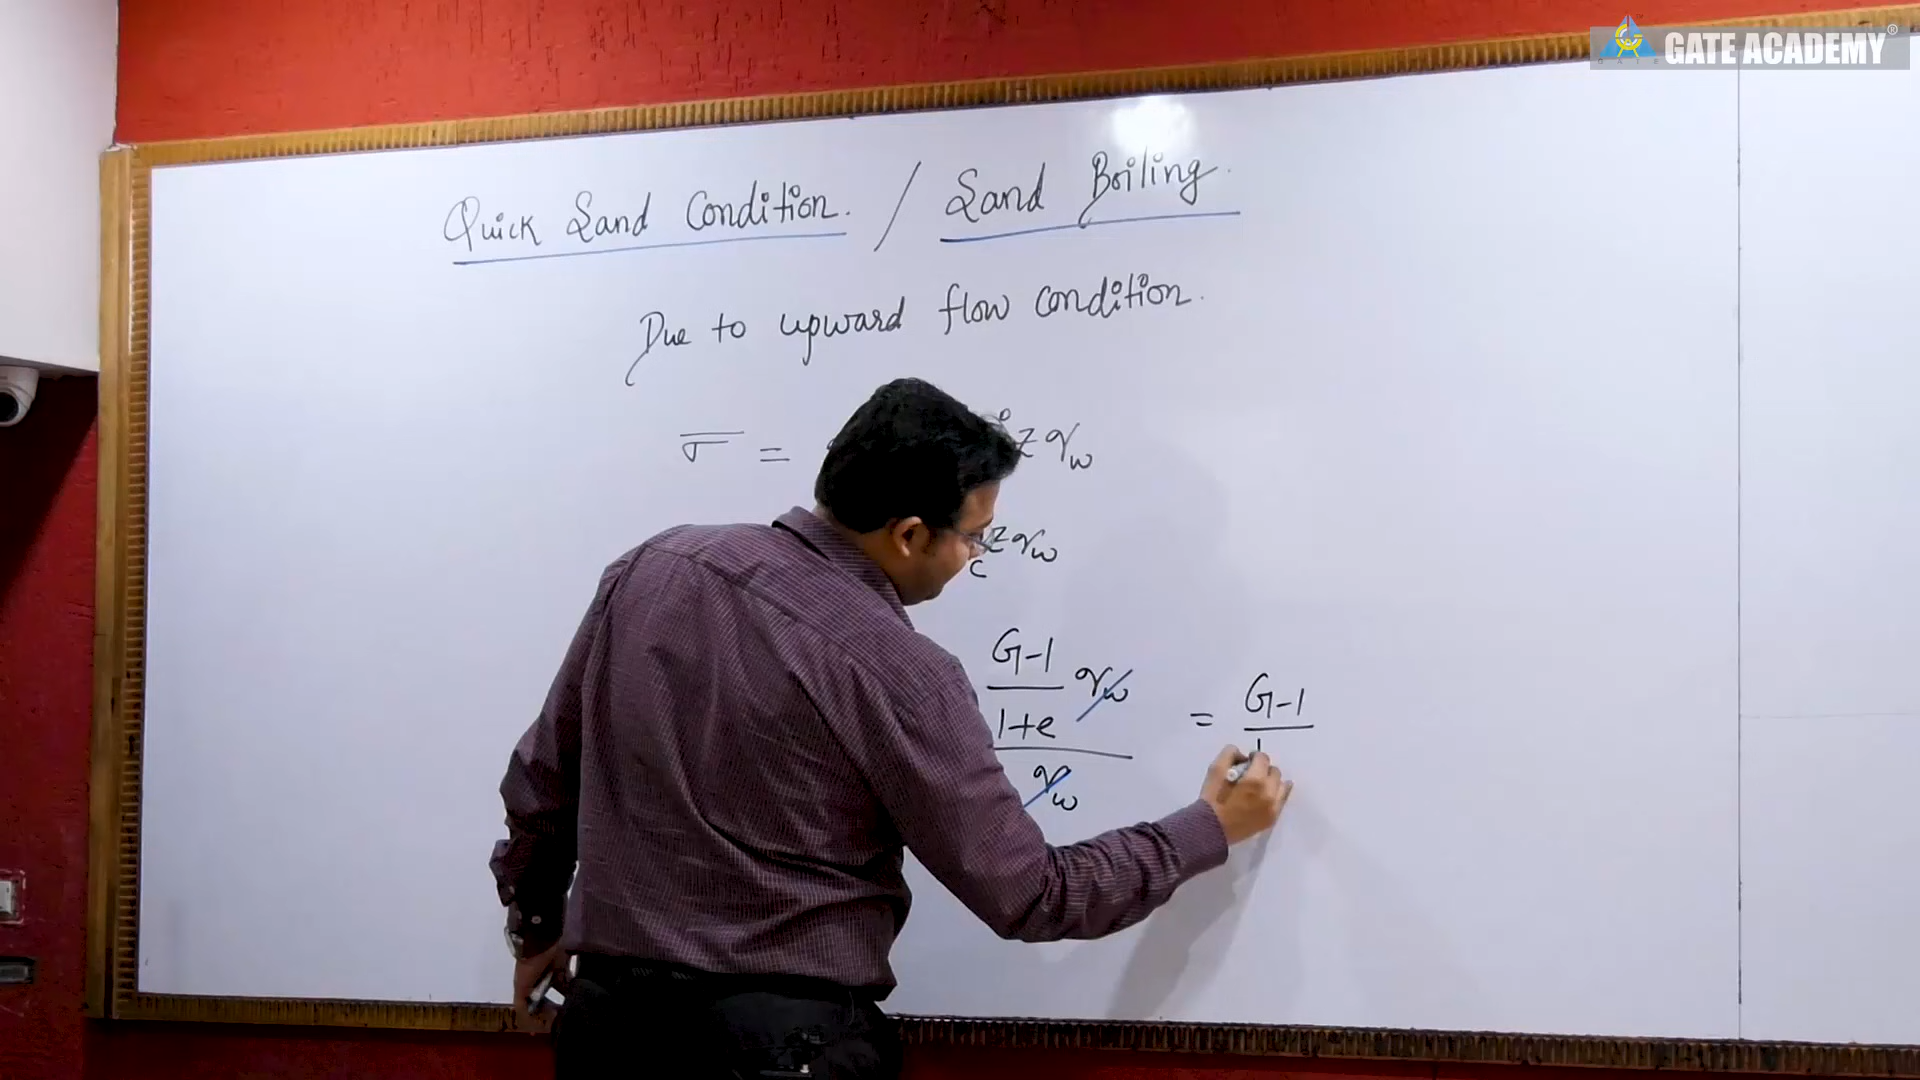 GATE ACADEMY®
Quick Sand Condition. / Sand Boiling.
Due to upward flow condition.
σ̅ = i z γw
c z γw
G-1
1+e
γw
γw
= G-1
1